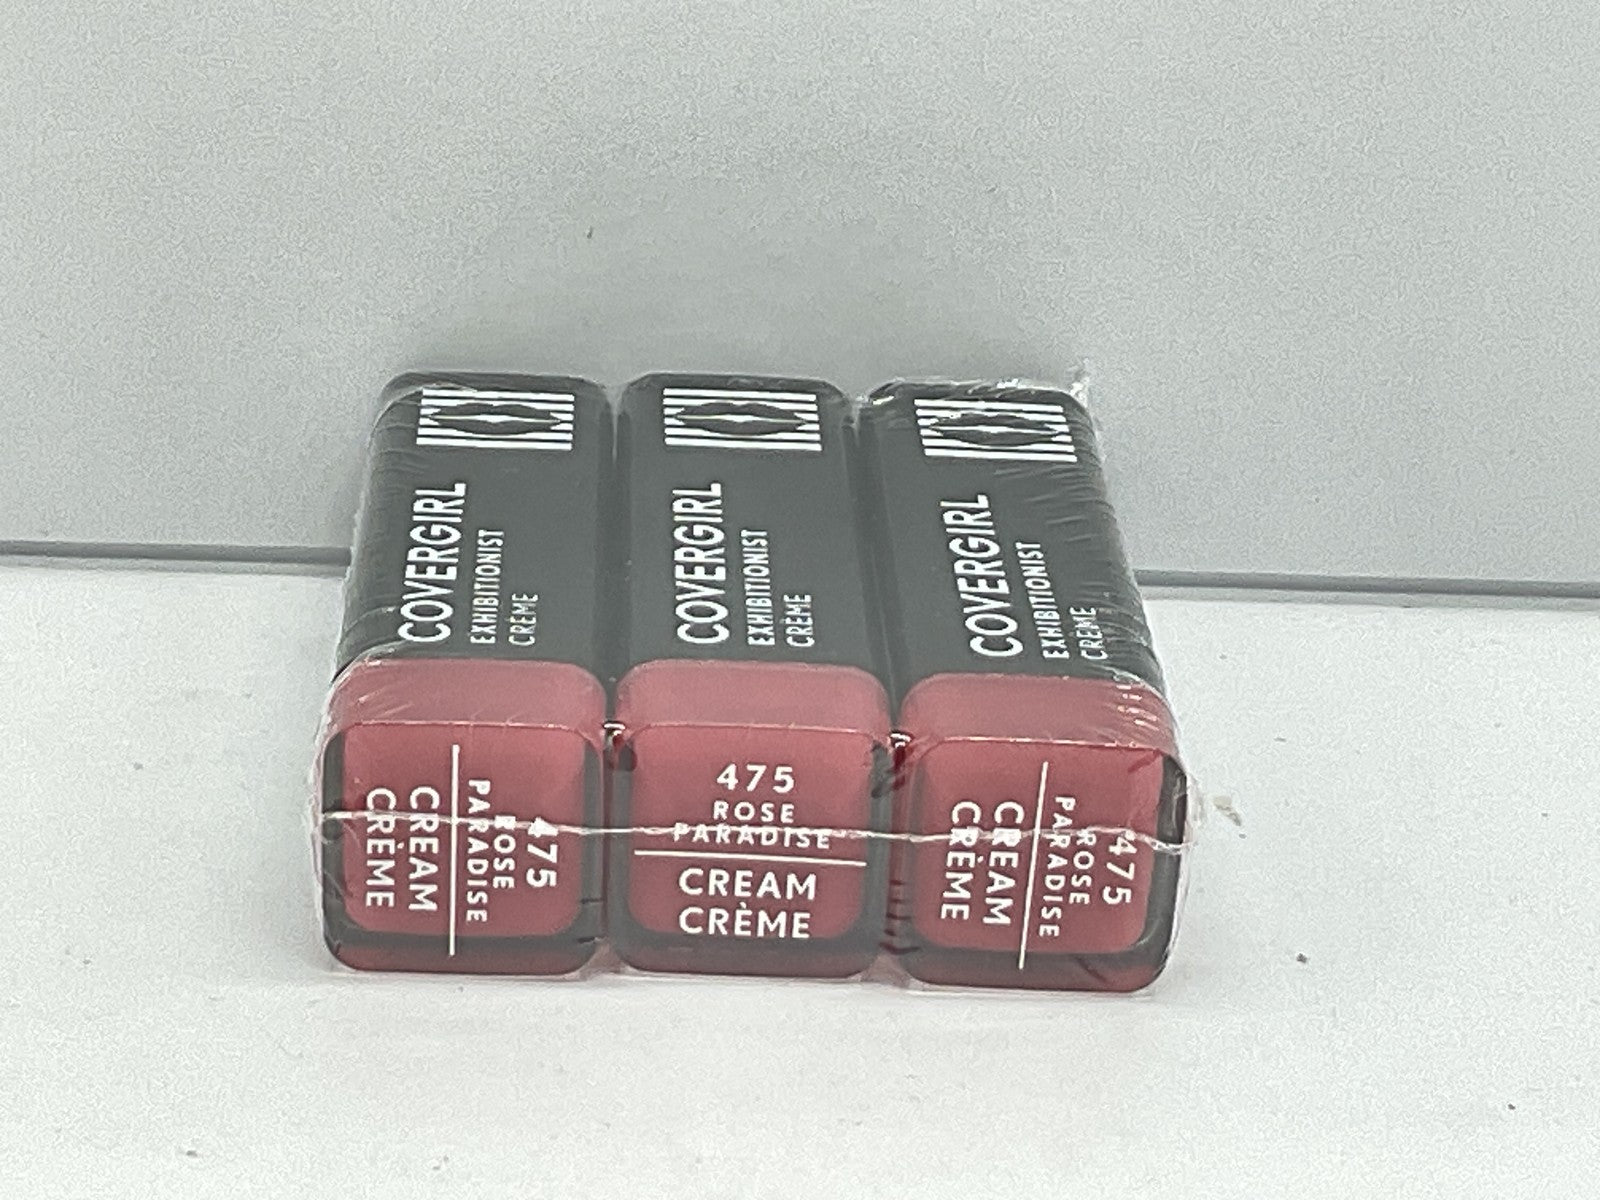 COVERGIRL
EXHIBITIONIST
CRÈME
COVERGIRL
EXHIBITIONIST
CRÈME
COVERGIRL
EXHIBITIONIST
CRÈME
475
ROSE
PARADISE
CREAM
CRÈME
475
ROSE
PARADISE
CREAM
CRÈME
475
ROSE
PARADISE
CREAM
CRÈME